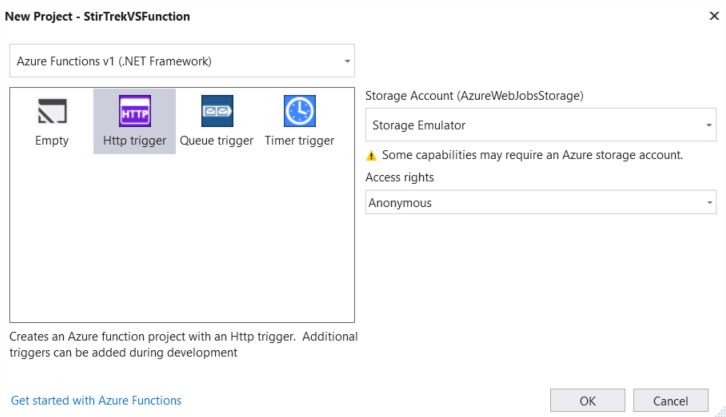 New Project - StirTrekVSFunction
Azure Functions v1 (.NET Framework)
HTTP
Empty
Http trigger
Queue trigger
Timer trigger
Creates an Azure function project with an Http trigger. Additional
triggers can be added during development
Storage Account (AzureWebJobsStorage)
Storage Emulator
Some capabilities may require an Azure storage account.
Access rights
Anonymous
Get started with Azure Functions
OK
Cancel